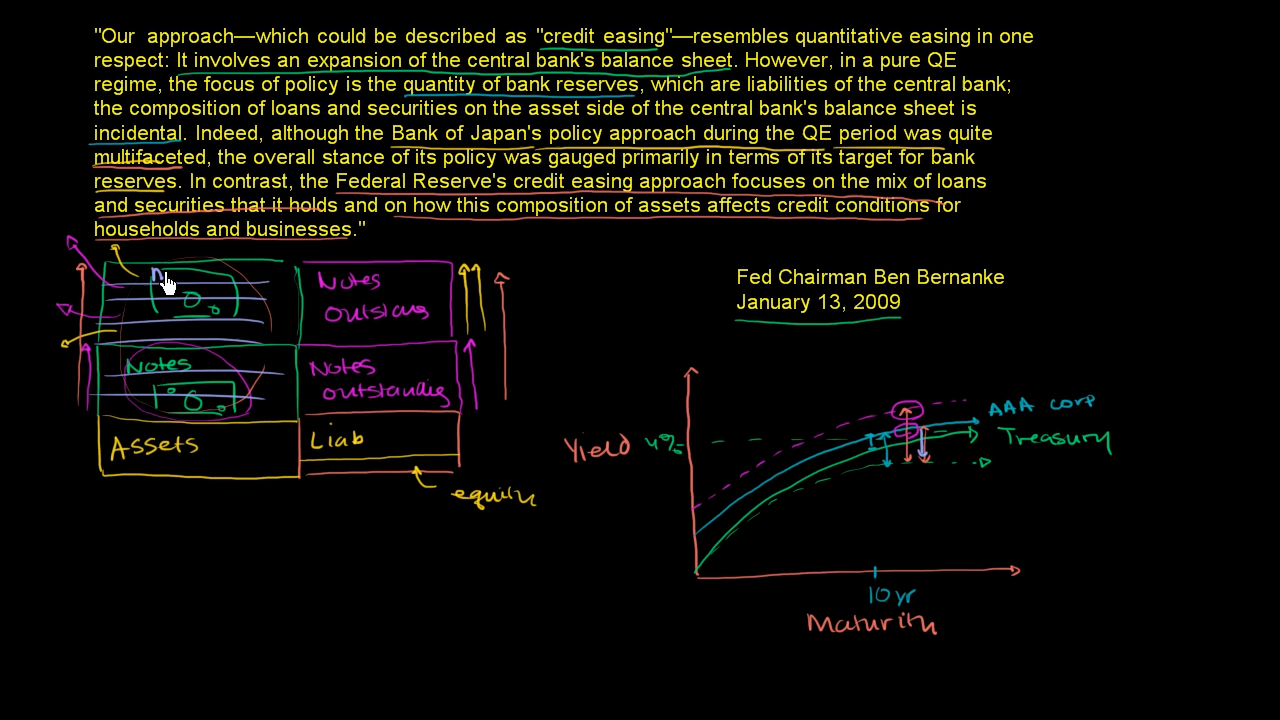 "Our approach—which could be described as "credit easing"—resembles quantitative easing in one
respect: It involves an expansion of the central bank's balance sheet. However, in a pure QE
regime, the focus of policy is the quantity of bank reserves, which are liabilities of the central bank;
the composition of loans and securities on the asset side of the central bank's balance sheet is
incidental. Indeed, although the Bank of Japan's policy approach during the QE period was quite
multifaceted, the overall stance of its policy was gauged primarily in terms of its target for bank
reserves. In contrast, the Federal Reserve's credit easing approach focuses on the mix of loans
and securities that it holds and on how this composition of assets affects credit conditions for
households and businesses."
Fed Chairman Ben Bernanke
January 13, 2009
Notes
Notes
Notes
outstanding
Assets
Liab
equity
Yield
4%
AAA corp
Treasury
10 yr
Maturity